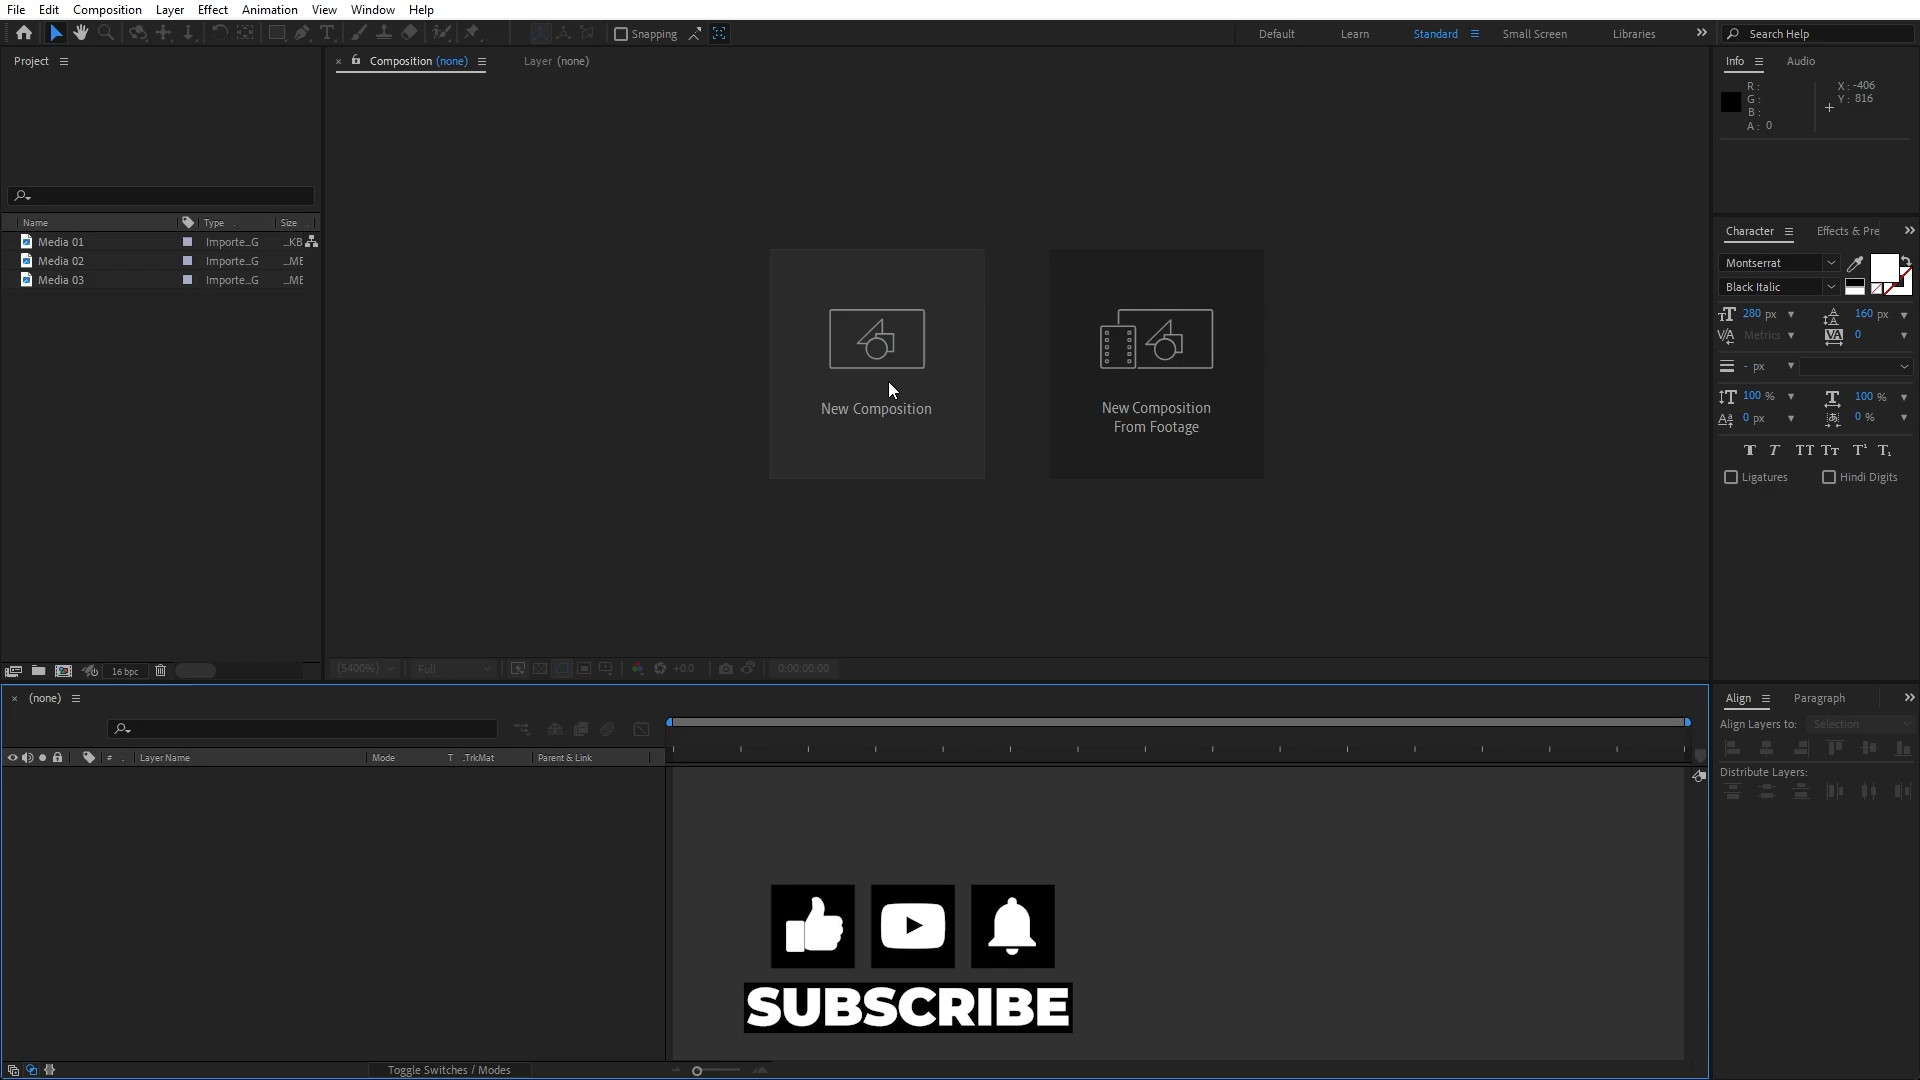 File Edit Composition Layer Effect Animation View Window Help
Snapping
Default Learn Standard Small Screen Libraries
Search Help
Project
Composition (none)
Layer (none)
Info Audio
R :
G :
B :
A : 0
X : -406
Y : 816
Name Type Size
Media 01 Importe...G ...KB
Media 02 Importe...G ...ME
Media 03 Importe...G ...ME
New Composition
New Composition
From Footage
Character Effects & Pre
Montserrat
Black Italic
280 px 160 px
Metrics 0
- px
100 % 100 %
0 px 0 %
Ligatures Hindi Digits
16 bpc
(5400%) Full +0.0 0:00:00:00
(none)
# Layer Name Mode T .TrkMat Parent & Link
Align Paragraph
Align Layers to: Selection
Distribute Layers:
SUBSCRIBE
Toggle Switches / Modes